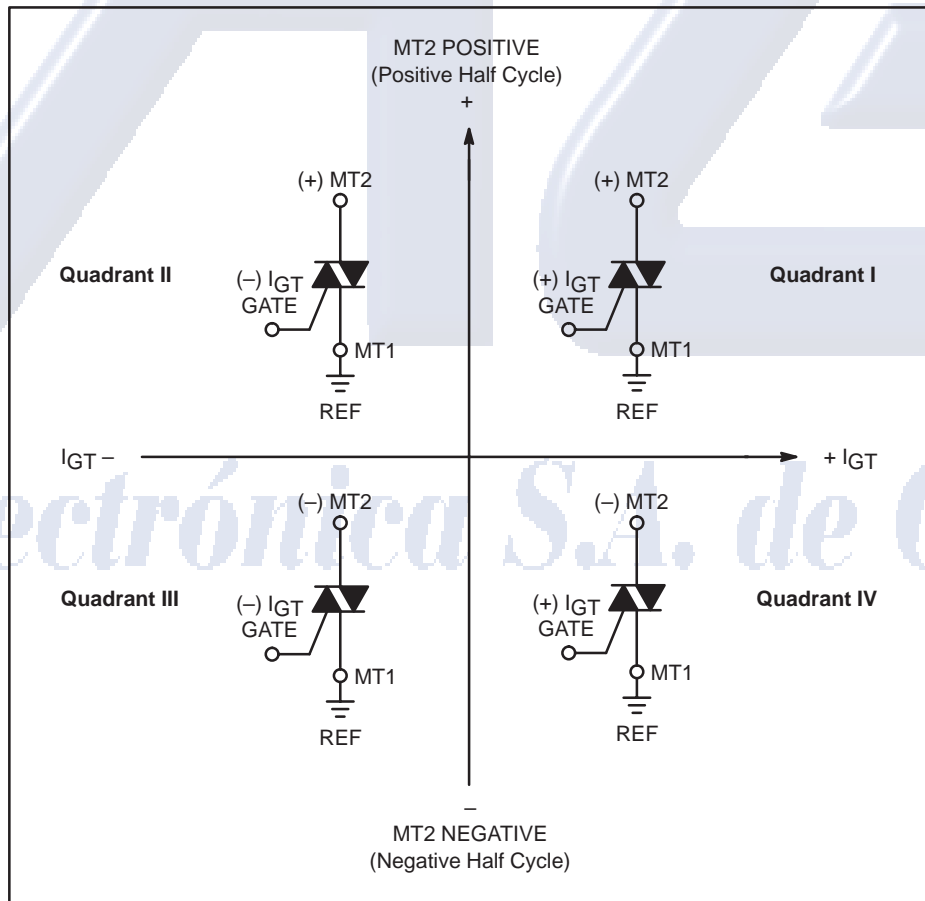 MT2 POSITIVE
(Positive Half Cycle)
+
(+) MT2
(+) MT2
Quadrant II
(–) IGT
GATE
(+) IGT
GATE
Quadrant I
MT1
MT1
REF
REF
IGT –
+ IGT
ectrónica S.A. de
(–) MT2
(–) MT2
Quadrant III
(–) IGT
GATE
(+) IGT
GATE
Quadrant IV
MT1
MT1
REF
REF
–
MT2 NEGATIVE
(Negative Half Cycle)